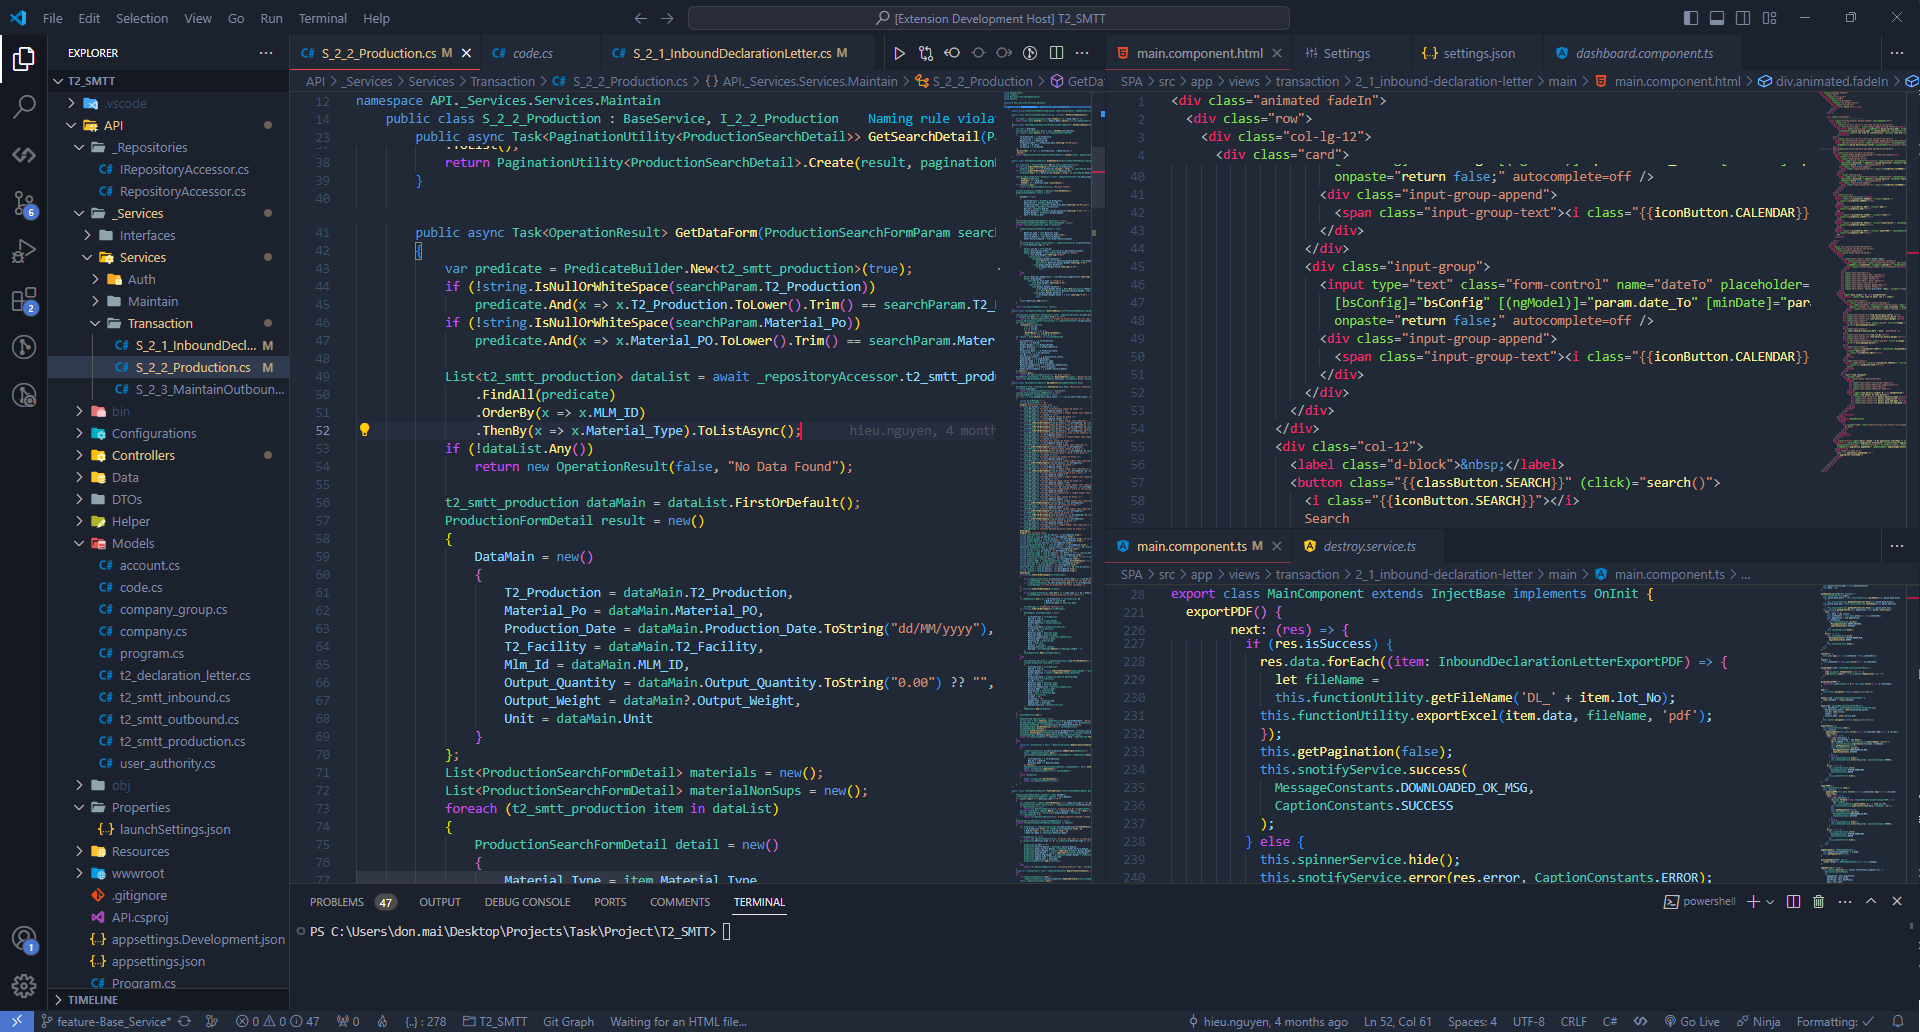 File Edit Selection View Go Run Terminal Help
[Extension Development Host] T2_SMTT
EXPLORER
T2_SMTT
.vscode
API
_Repositories
IRepositoryAccessor.cs
RepositoryAccessor.cs
_Services
Interfaces
Services
Auth
Maintain
Transaction
S_2_1_InboundDecl... M
S_2_2_Production.cs M
S_2_3_MaintainOutboun...
bin
Configurations
Controllers
Data
DTOs
Helper
Models
account.cs
code.cs
company_group.cs
company.cs
program.cs
t2_declaration_letter.cs
t2_smtt_inbound.cs
t2_smtt_outbound.cs
t2_smtt_production.cs
user_authority.cs
obj
Properties
launchSettings.json
Resources
wwwroot
.gitignore
API.csproj
appsettings.Development.json
appsettings.json
Program.cs
TIMELINE
S_2_2_Production.cs M code.cs S_2_1_InboundDeclarationLetter.cs M
API > _Services > Services > Transaction > S_2_2_Production.cs > {} API._Services.Services.Maintain > S_2_2_Production > GetDa
12 namespace API._Services.Services.Maintain
14 public class S_2_2_Production : BaseService, I_2_2_Production Naming rule viola
23 public async Task<PaginationUtility<ProductionSearchDetail>> GetSearchDetail(P
.ToList();
38 return PaginationUtility<ProductionSearchDetail>.Create(result, pagination
39 }
40
41 public async Task<OperationResult> GetDataForm(ProductionSearchFormParam searc
42 {
43 var predicate = PredicateBuilder.New<t2_smtt_production>(true);
44 if (!string.IsNullOrWhiteSpace(searchParam.T2_Production))
45 predicate.And(x => x.T2_Production.ToLower().Trim() == searchParam.T2_
46 if (!string.IsNullOrWhiteSpace(searchParam.Material_Po))
47 predicate.And(x => x.Material_PO.ToLower().Trim() == searchParam.Mater
48
49 List<t2_smtt_production> dataList = await _repositoryAccessor.t2_smtt_prod
50 .FindAll(predicate)
51 .OrderBy(x => x.MLM_ID)
52 .ThenBy(x => x.Material_Type).ToListAsync(); hieu.nguyen, 4 month
53 if (!dataList.Any())
54 return new OperationResult(false, "No Data Found");
55
56 t2_smtt_production dataMain = dataList.FirstOrDefault();
57 ProductionFormDetail result = new()
58 {
59 DataMain = new()
60 {
61 T2_Production = dataMain.T2_Production,
62 Material_Po = dataMain.Material_PO,
63 Production_Date = dataMain.Production_Date.ToString("dd/MM/yyyy"),
64 T2_Facility = dataMain.T2_Facility,
65 Mlm_Id = dataMain.MLM_ID,
66 Output_Quantity = dataMain.Output_Quantity.ToString("0.00") ?? "",
67 Output_Weight = dataMain?.Output_Weight,
68 Unit = dataMain.Unit
69 }
70 };
71 List<ProductionSearchFormDetail> materials = new();
72 List<ProductionSearchFormDetail> materialNonSups = new();
73 foreach (t2_smtt_production item in dataList)
74 {
75 ProductionSearchFormDetail detail = new()
76 {
77 Material_Type = item.Material_Type
main.component.html Settings settings.json dashboard.component.ts
SPA > src > app > views > transaction > 2_1_inbound-declaration-letter > main > main.component.html > div.animated.fadeIn >
1 <div class="animated fadeIn">
2 <div class="row">
3 <div class="col-lg-12">
4 <div class="card">
40 onpaste="return false;" autocomplete=off />
41 <div class="input-group-append">
42 <span class="input-group-text"><i class="{{iconButton.CALENDAR}}
43 </div>
44 </div>
45 <div class="input-group">
46 <input type="text" class="form-control" name="dateTo" placeholder=
47 [bsConfig]="bsConfig" [(ngModel)]="param.date_To" [minDate]="par
48 onpaste="return false;" autocomplete=off />
49 <div class="input-group-append">
50 <span class="input-group-text"><i class="{{iconButton.CALENDAR}}
51 </div>
52 </div>
53 </div>
54 </div>
55 <div class="col-12">
56 <label class="d-block">&nbsp;</label>
57 <button class="{{classButton.SEARCH}}" (click)="search()">
58 <i class="{{iconButton.SEARCH}}"></i>
59 Search
main.component.ts M destroy.service.ts
SPA > src > app > views > transaction > 2_1_inbound-declaration-letter > main > main.component.ts > ...
28 export class MainComponent extends InjectBase implements OnInit {
221 exportPDF() {
226 next: (res) => {
227 if (res.isSuccess) {
228 res.data.forEach((item: InboundDeclarationLetterExportPDF) => {
229 let fileName =
230 this.functionUtility.getFileName('DL_' + item.lot_No);
231 this.functionUtility.exportExcel(item.data, fileName, 'pdf');
232 });
233 this.getPagination(false);
234 this.snotifyService.success(
235 MessageConstants.DOWNLOADED_OK_MSG,
236 CaptionConstants.SUCCESS
237 );
238 } else {
239 this.spinnerService.hide();
240 this.snotifyService.error(res.error, CaptionConstants.ERROR);
PROBLEMS 47 OUTPUT DEBUG CONSOLE PORTS COMMENTS TERMINAL
powershell
PS C:\Users\don.mai\Desktop\Projects\Task\Project\T2_SMTT>
6
2
1
feature-Base_Service* 0 0 47 0 {..} : 278 T2_SMTT Git Graph Waiting for an HTML file...
hieu.nguyen, 4 months ago Ln 52, Col 61 Spaces: 4 UTF-8 CRLF C# Go Live Ninja Formatting: ✓